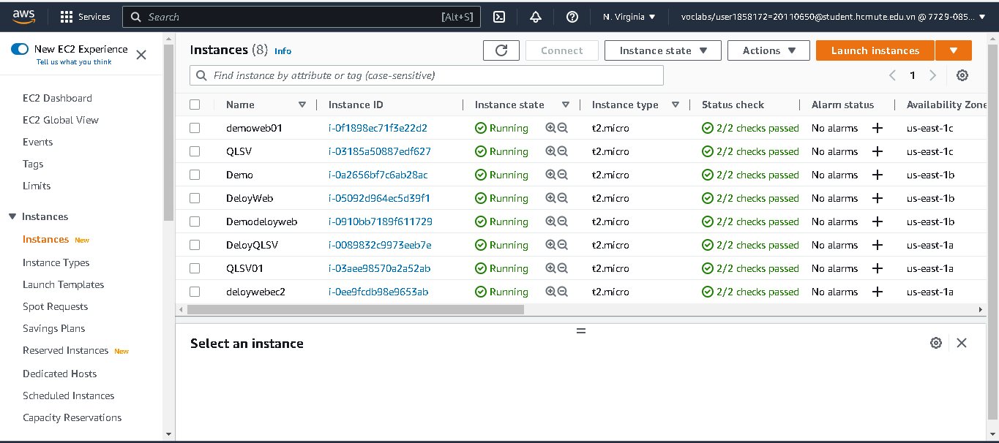 aws Services Search [Alt+S] N. Virginia voclabs/user1858172=20110650@student.hcmute.edu.vn @ 7729-085...
New EC2 Experience
Tell us what you think
EC2 Dashboard
EC2 Global View
Events
Tags
Limits
Instances
Instances New
Instance Types
Launch Templates
Spot Requests
Savings Plans
Reserved Instances New
Dedicated Hosts
Scheduled Instances
Capacity Reservations
Instances (8) Info Connect Instance state Actions Launch instances
Find instance by attribute or tag (case-sensitive) 1
Name Instance ID Instance state Instance type Status check Alarm status Availability Zone
demoweb01 i-0f1898ec71f3e22d2 Running t2.micro 2/2 checks passed No alarms us-east-1c
QLSV i-03185a50887edf627 Running t2.micro 2/2 checks passed No alarms us-east-1c
Demo i-0a2656bf7c6ab28ac Running t2.micro 2/2 checks passed No alarms us-east-1b
DeloyWeb i-05092d964ec5d39f1 Running t2.micro 2/2 checks passed No alarms us-east-1b
Demodeloyweb i-0910bb7189f611729 Running t2.micro 2/2 checks passed No alarms us-east-1b
DeloyQLSV i-0089832c9973eeb7e Running t2.micro 2/2 checks passed No alarms us-east-1a
QLSV01 i-03aee98570a2a52ab Running t2.micro 2/2 checks passed No alarms us-east-1a
deloywebec2 i-0ee9fcdb98e9653ab Running t2.micro 2/2 checks passed No alarms us-east-1a
Select an instance